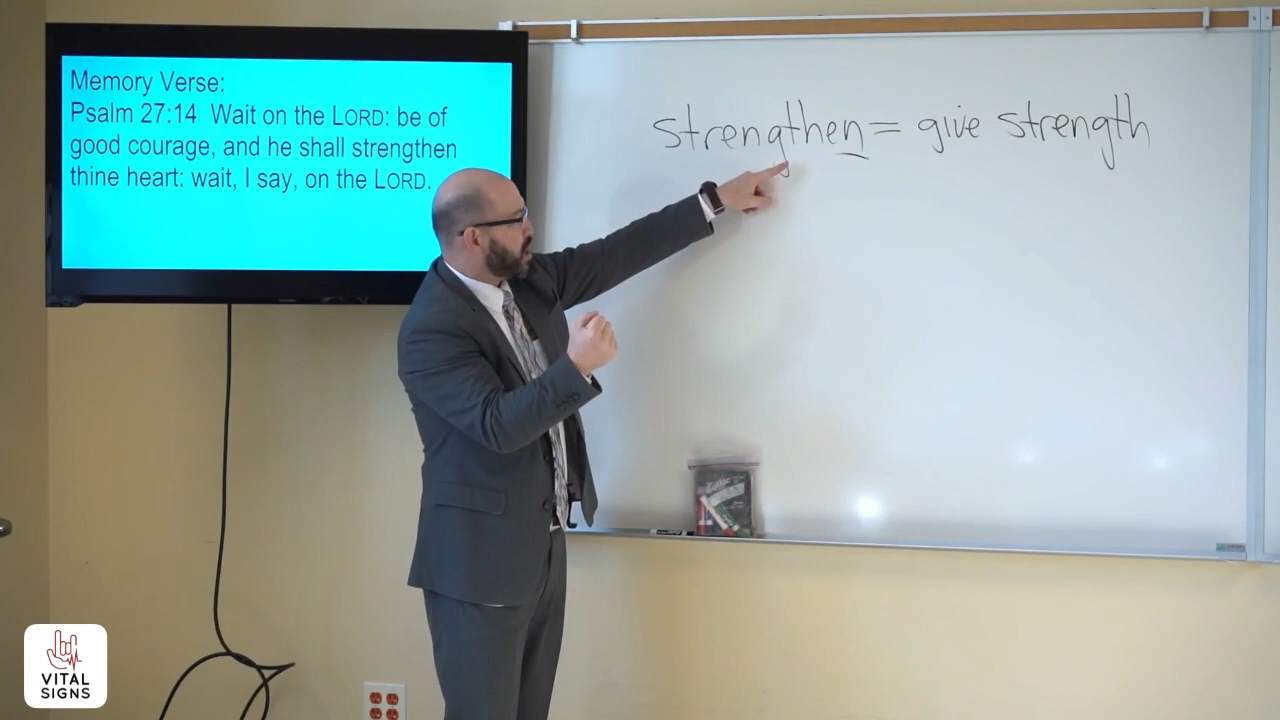 Memory Verse:
Psalm 27:14  Wait on the LORD: be of
good courage, and he shall strengthen
thine heart: wait, I say, on the LORD.
strengthen = give strength
VITAL
SIGNS